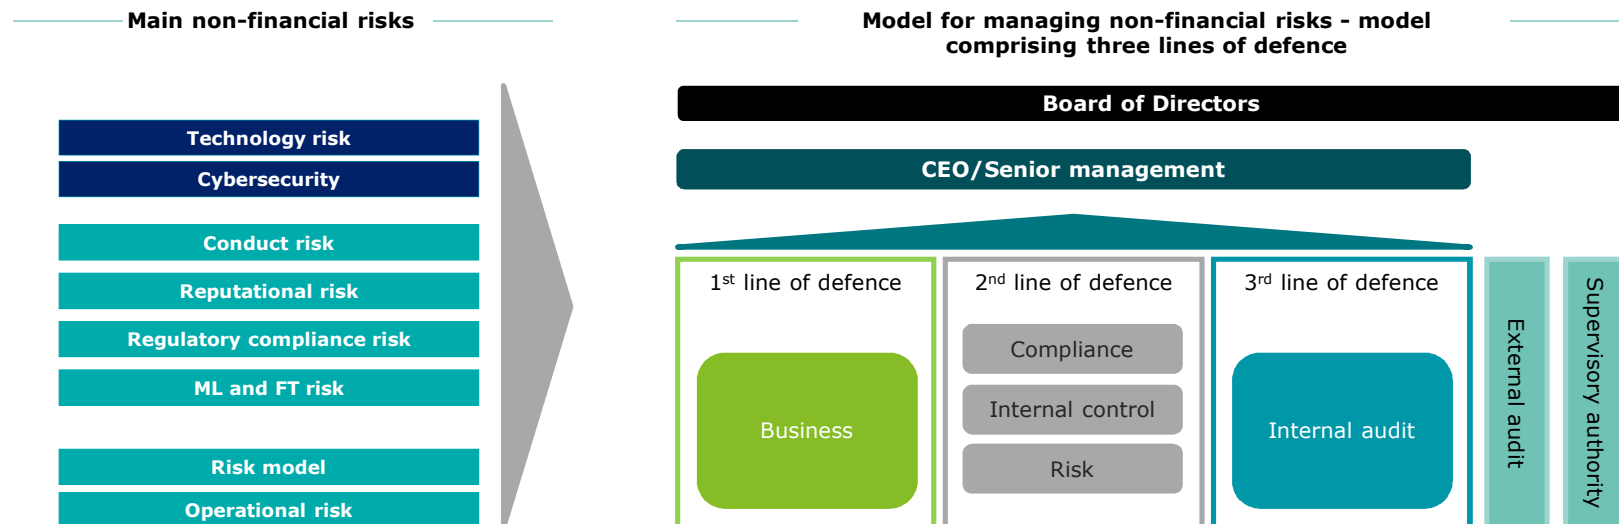 Main non-financial risks
Technology risk
Cybersecurity
Conduct risk
Reputational risk
Regulatory compliance risk
ML and FT risk
Risk model
Operational risk
Model for managing non-financial risks - model
comprising three lines of defence
Board of Directors
CEO/Senior management
1st line of defence
Business
2nd line of defence
Compliance
Internal control
Risk
3rd line of defence
Internal audit
External audit
Supervisory authority